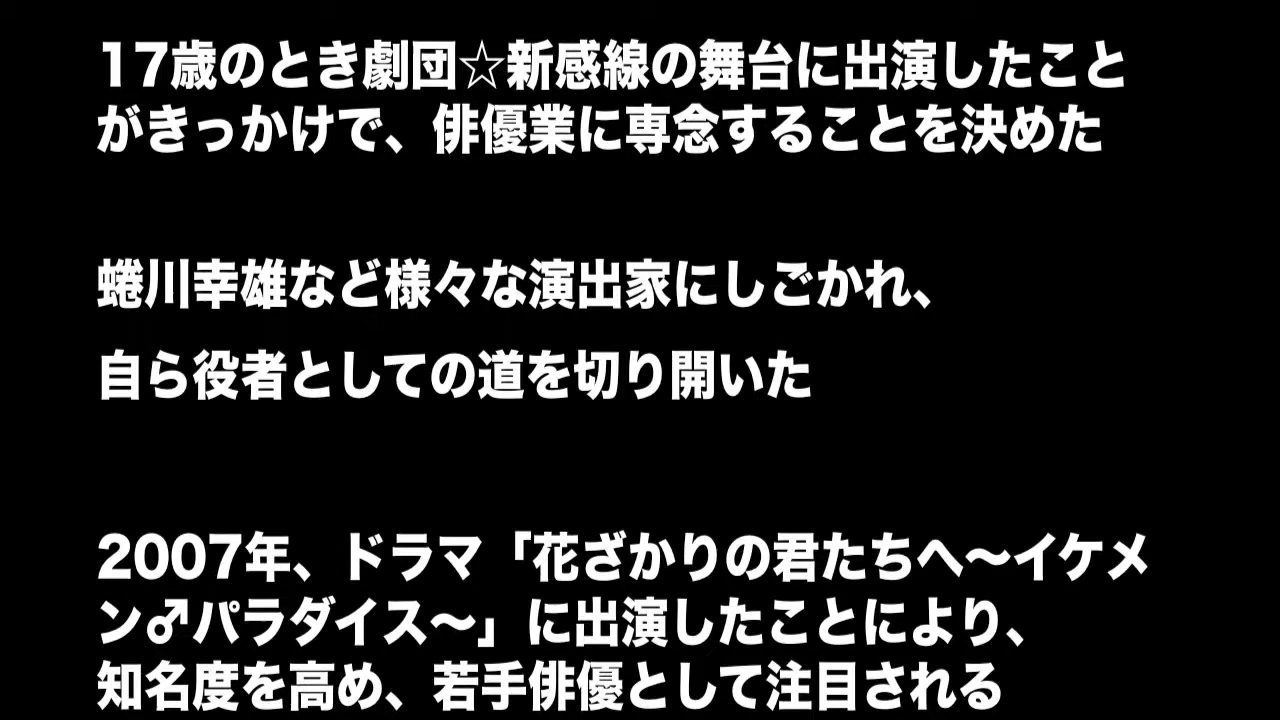 17歳のとき劇団☆新感線の舞台に出演したこと
がきっかけで、俳優業に専念することを決めた
蜷川幸雄など様々な演出家にしごかれ、
自ら役者としての道を切り開いた
2007年、ドラマ「花ざかりの君たちへ〜イケメ
ン♂パラダイス〜」に出演したことにより、
知名度を高め、若手俳優として注目される